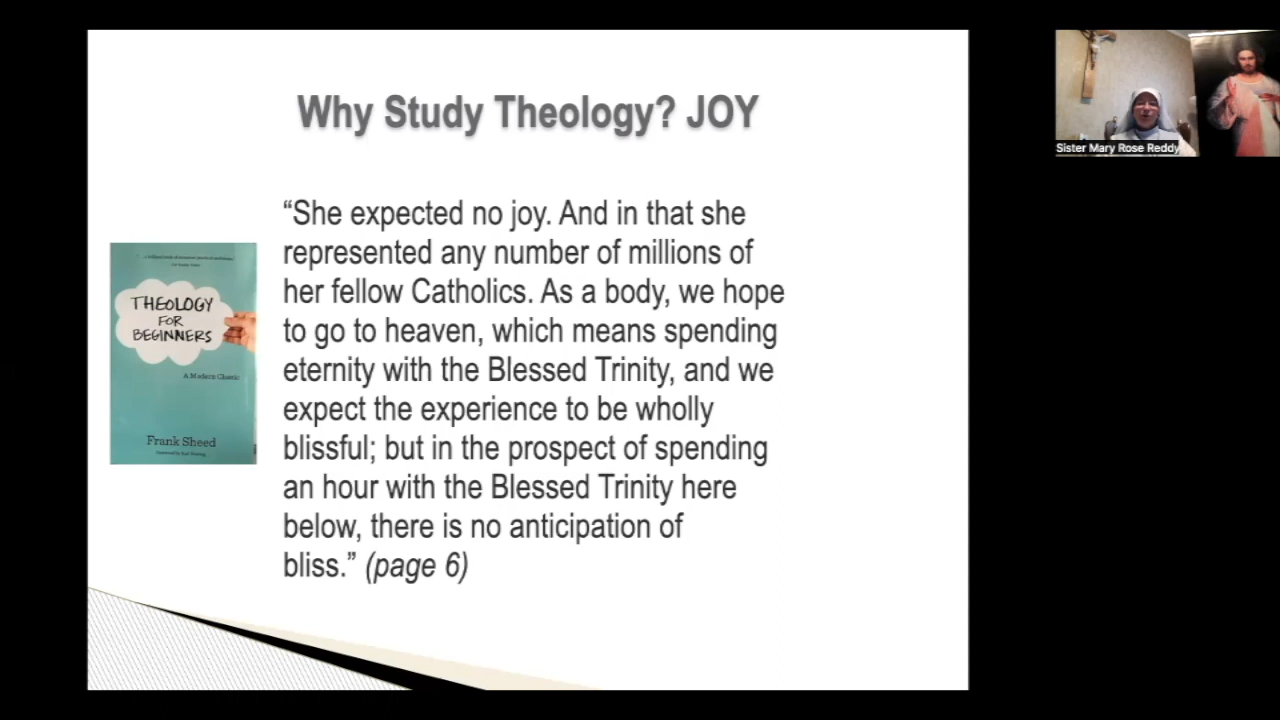 Why Study Theology? JOY
“She expected no joy. And in that she
represented any number of millions of
her fellow Catholics. As a body, we hope
to go to heaven, which means spending
eternity with the Blessed Trinity, and we
expect the experience to be wholly
blissful; but in the prospect of spending
an hour with the Blessed Trinity here
below, there is no anticipation of
bliss.” (page 6)
THEOLOGY
FOR
BEGINNERS
A Modern Classic
Frank Sheed
Sister Mary Rose Reddy